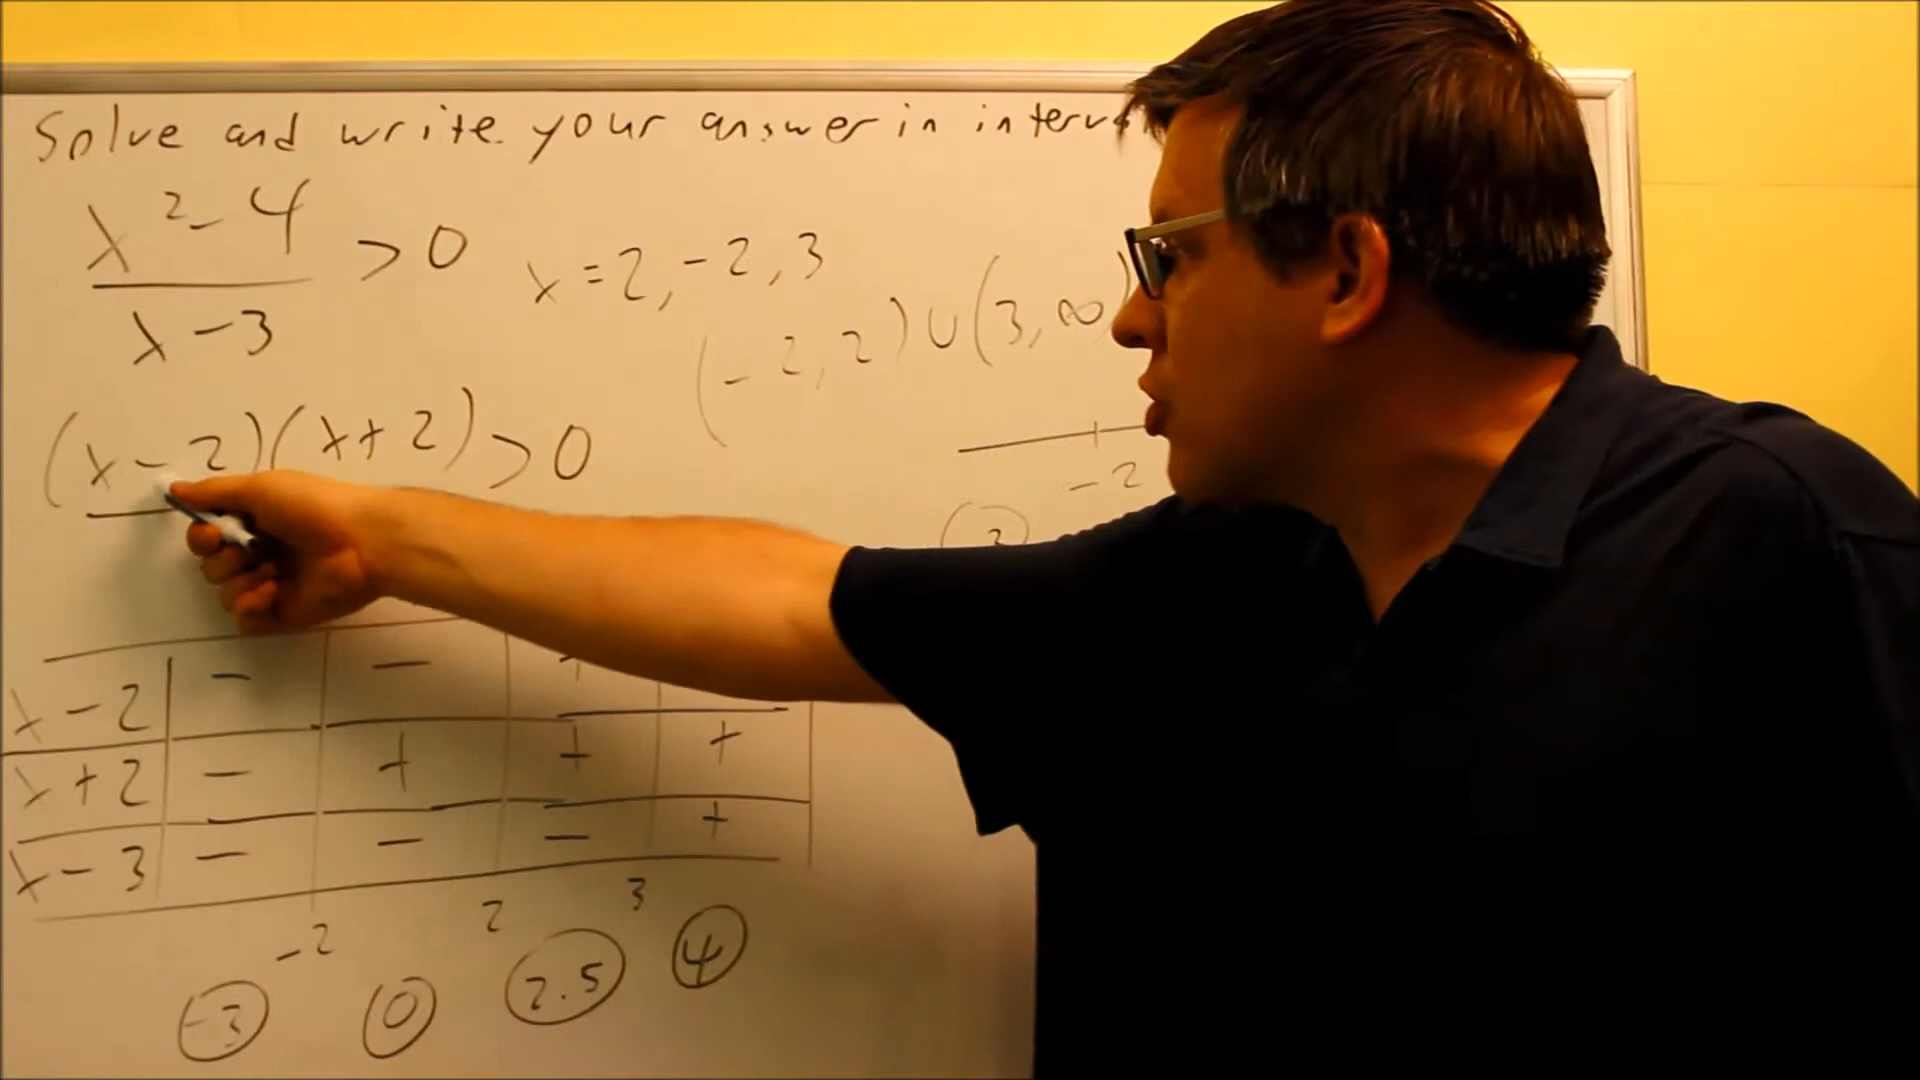 Solve and write your answer in
x² - 4
> 0
x - 3
x = 2, -2, 3
(-2, 2) ∪ (3, ∞)
(x - 2)(x + 2) > 0
-2
x - 2 - -
x + 2 - + + +
x - 3 - - - +
-2 2 3
-3 0 2.5 4